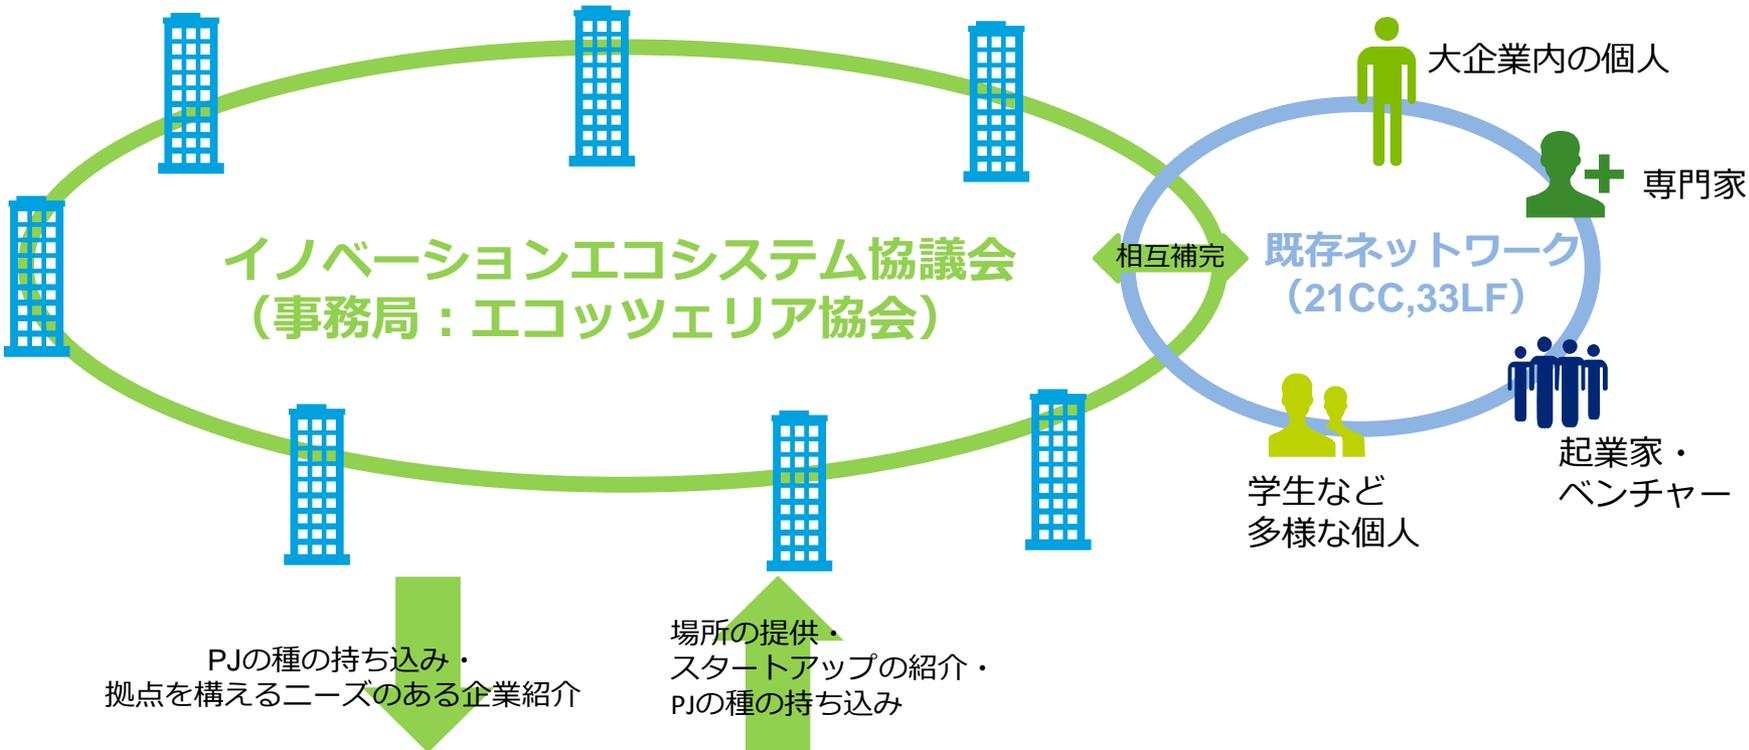 大企業内の個人
専門家
イノベーションエコシステム協議会
（事務局：エコッツェリア協会）
相互補完
既存ネットワーク
（21CC,33LF）
起業家・
ベンチャー
学生など
多様な個人
PJの種の持ち込み・
拠点を構えるニーズのある企業紹介
場所の提供・
スタートアップの紹介・
PJの種の持ち込み